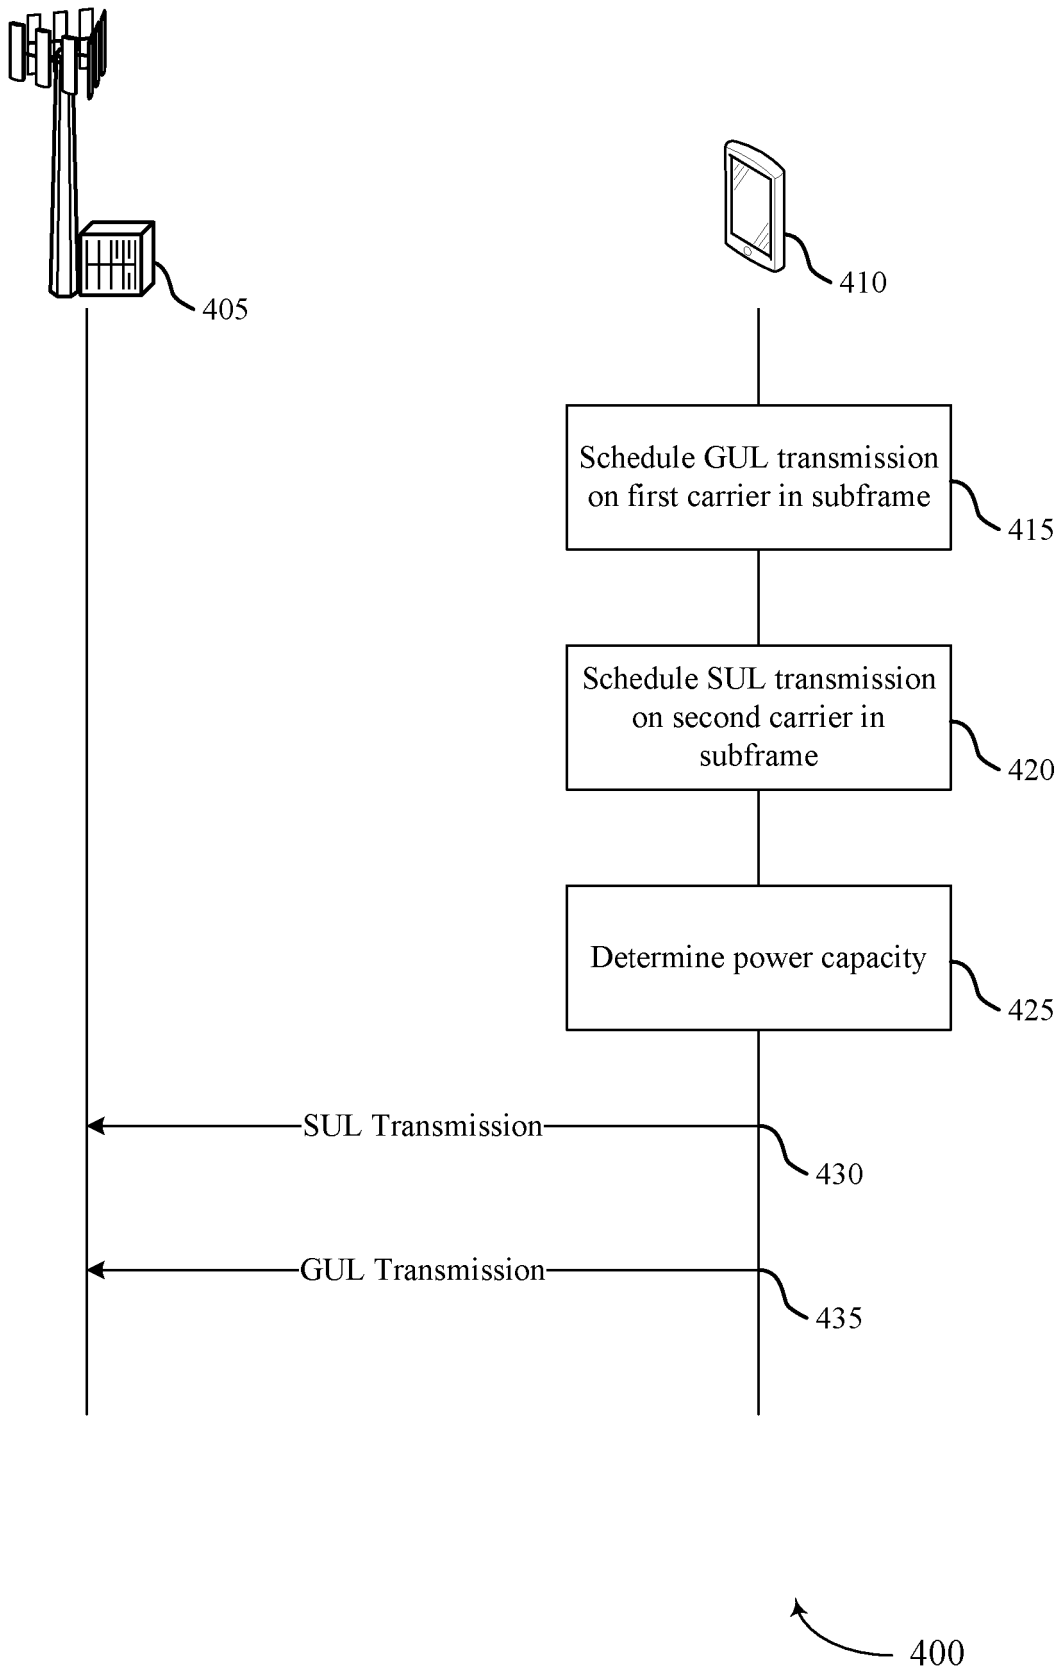 410
405
Schedule GUL transmission
on first carrier in subframe
415
Schedule SUL transmission
on second carrier in
subframe
420
Determine power capacity
425
SUL Transmission
430
GUL Transmission
435
400